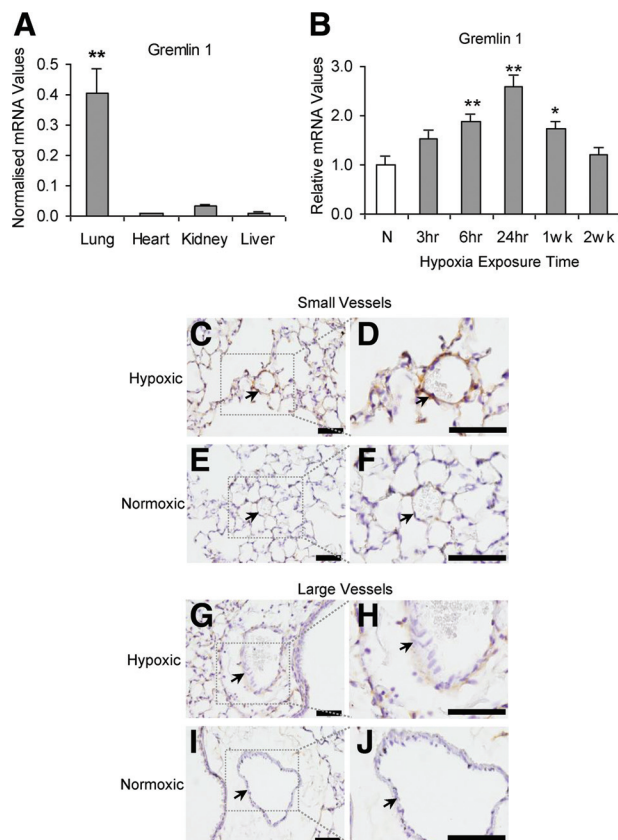 A
Gremlin 1
Normalised mRNA Values
0.5
0.4
0.3
0.2
0.1
0.0
**
Lung Heart Kidney Liver
B
Gremlin 1
Relative mRNA Values
3.0
2.0
1.0
0.0
** ** *
N 3hr 6hr 24hr 1wk 2wk
Hypoxia Exposure Time
Small Vessels
C D
Hypoxic
E F
Normoxic
Large Vessels
G H
Hypoxic
I J
Normoxic